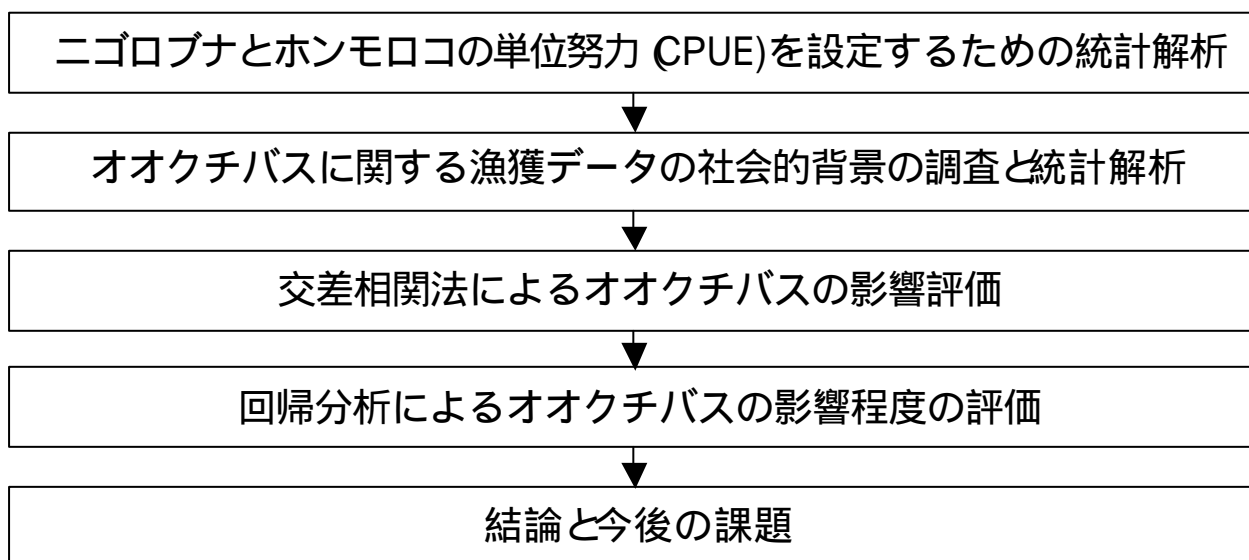 ニゴロブナとホンモロコの単位努力 (CPUE)を設定するための統計解析
オオクチバスに関する漁獲データの社会的背景の調査と統計解析
交差相関法によるオオクチバスの影響評価
回帰分析によるオオクチバスの影響程度の評価
結論と今後の課題